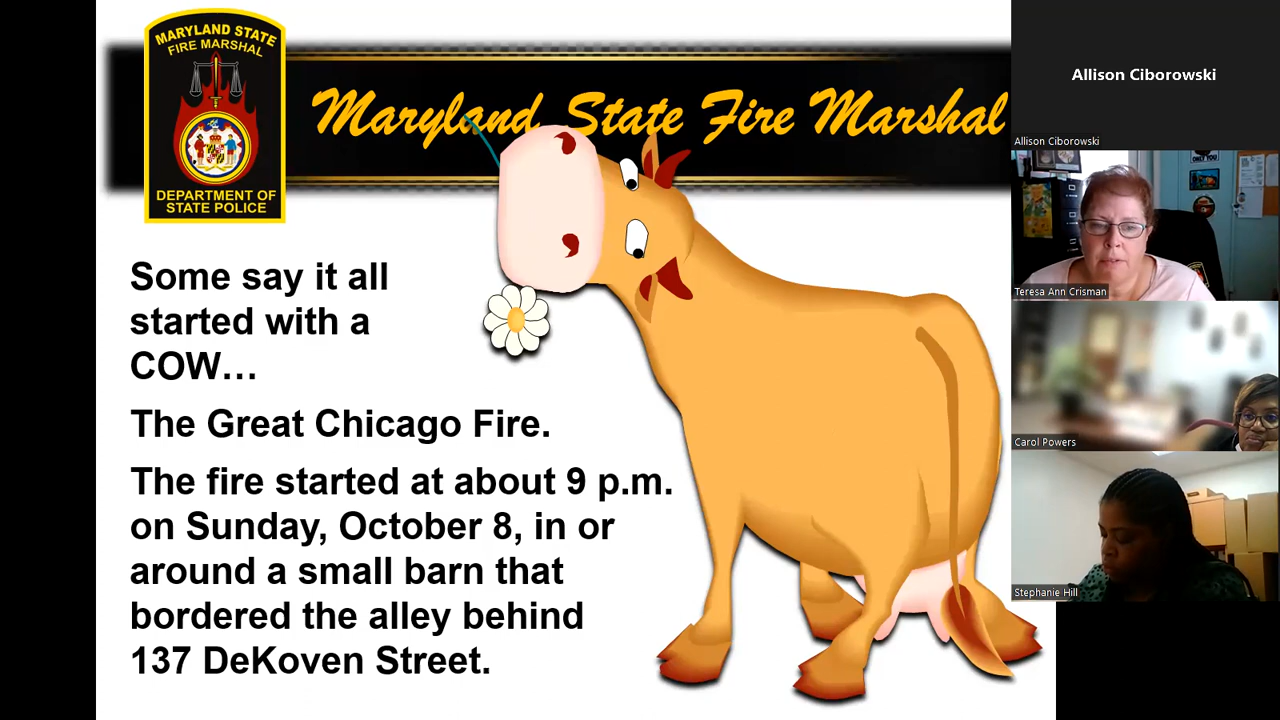 MARYLAND STATE
FIRE MARSHAL
DEPARTMENT OF
STATE POLICE
Maryland State Fire Marshal
Some say it all
started with a
COW…
The Great Chicago Fire.
The fire started at about 9 p.m.
on Sunday, October 8, in or
around a small barn that
bordered the alley behind
137 DeKoven Street.
Allison Ciborowski
Allison Ciborowski
ONLY YOU
Teresa Ann Crisman
Carol Powers
Stephanie Hill